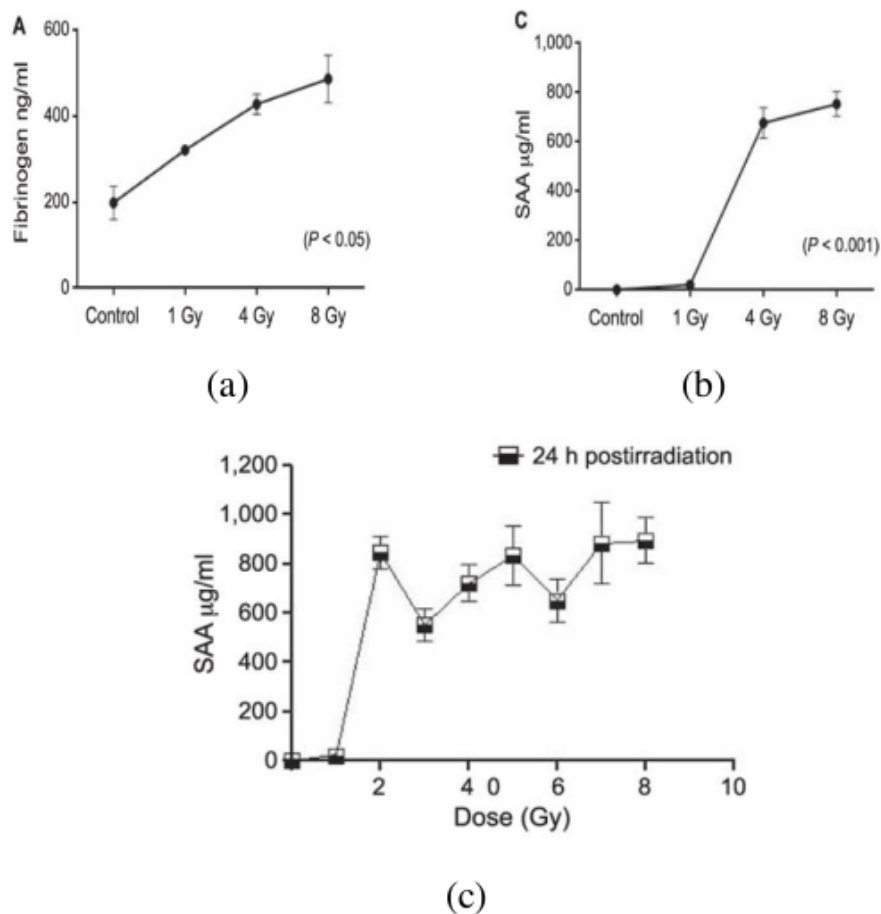 A
600
400
200
0
Fibrinogen ng/ml
(P < 0.05)
Control 1 Gy 4 Gy 8 Gy
(a)
C
1,000
800
600
400
200
0
SAA µg/ml
(P < 0.001)
Control 1 Gy 4 Gy 8 Gy
(b)
24 h postirradiation
1,200
1,000
800
600
400
200
0
SAA µg/ml
2 4 0 6 8 10
Dose (Gy)
(c)